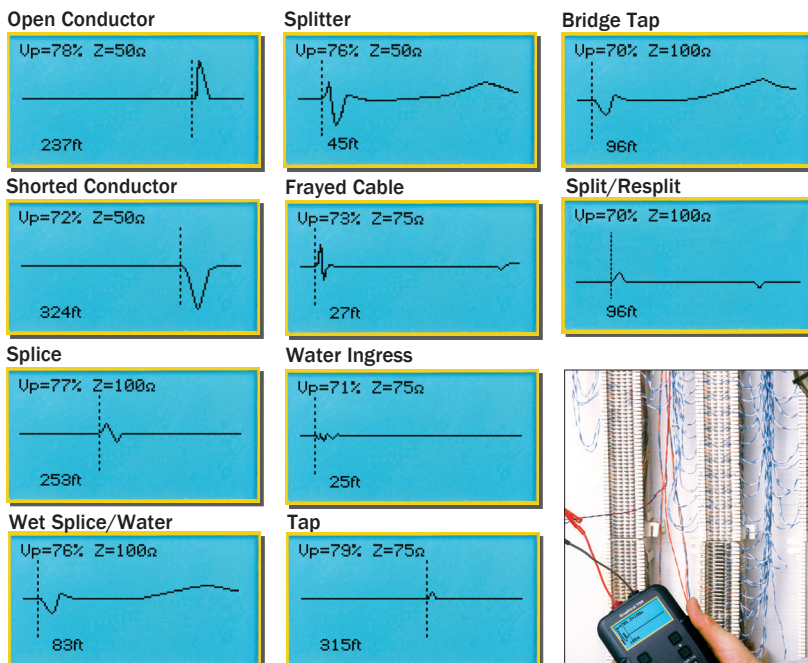 Open Conductor
Vp=78% Z=50Ω
237ft
Splitter
Vp=76% Z=50Ω
45ft
Bridge Tap
Vp=70% Z=100Ω
96ft
Shorted Conductor
Vp=72% Z=50Ω
324ft
Frayed Cable
Vp=73% Z=75Ω
27ft
Split/Resplit
Vp=70% Z=100Ω
96ft
Splice
Vp=77% Z=100Ω
253ft
Water Ingress
Vp=71% Z=75Ω
25ft
Wet Splice/Water
Vp=76% Z=100Ω
83ft
Tap
Vp=79% Z=75Ω
315ft